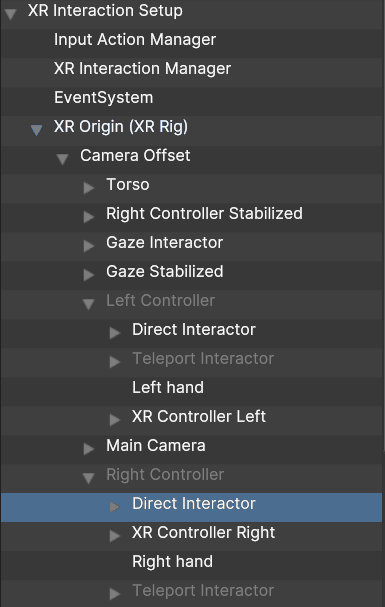 XR Interaction Setup
Input Action Manager
XR Interaction Manager
EventSystem
XR Origin (XR Rig)
Camera Offset
Torso
Right Controller Stabilized
Gaze Interactor
Gaze Stabilized
Left Controller
Direct Interactor
Teleport Interactor
Left hand
XR Controller Left
Main Camera
Right Controller
Direct Interactor
XR Controller Right
Right hand
Teleport Interactor